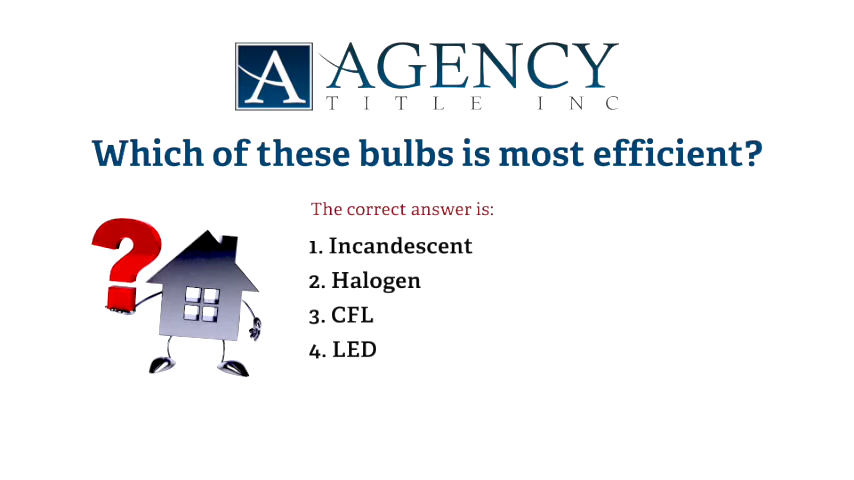 A AGENCY
TITLE INC
Which of these bulbs is most efficient?
The correct answer is:
1. Incandescent
2. Halogen
3. CFL
4. LED